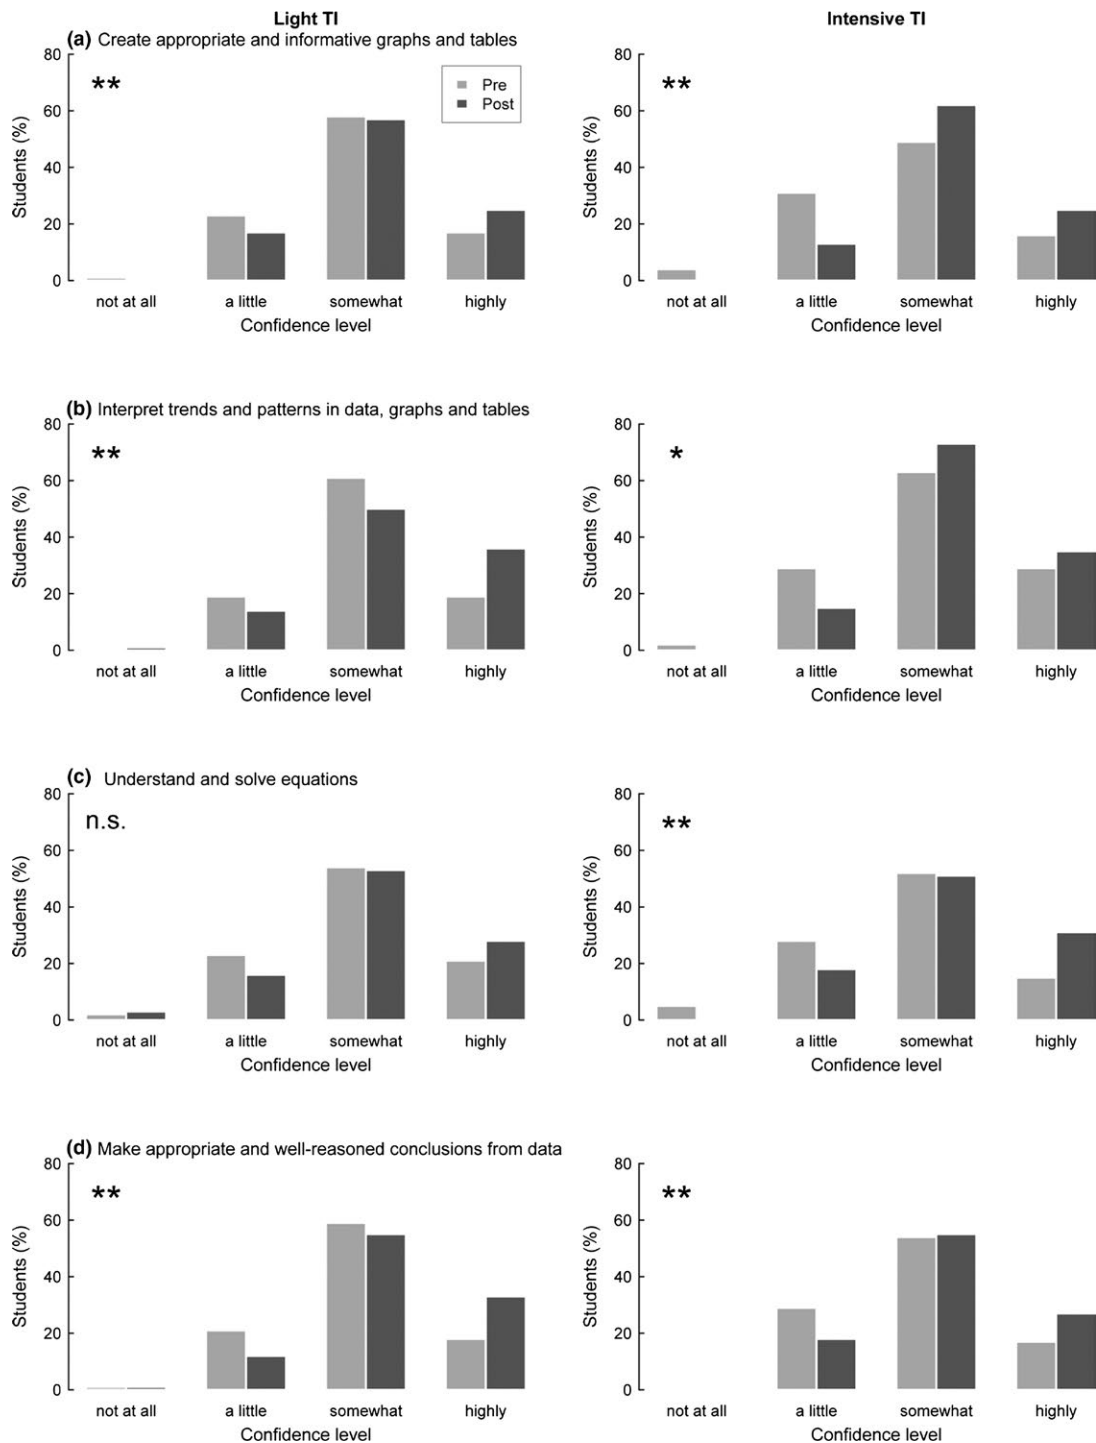 Light TI Intensive TI
(a) Create appropriate and informative graphs and tables
80 80
** Pre **
Post
60 60
40 40
20 20
0 0
Students (%) Students (%)
not at all a little somewhat highly not at all a little somewhat highly
Confidence level Confidence level
(b) Interpret trends and patterns in data, graphs and tables
80 80
** *
60 60
40 40
20 20
0 0
Students (%) Students (%)
not at all a little somewhat highly not at all a little somewhat highly
Confidence level Confidence level
(c) Understand and solve equations
80 80
n.s. **
60 60
40 40
20 20
0 0
Students (%) Students (%)
not at all a little somewhat highly not at all a little somewhat highly
Confidence level Confidence level
(d) Make appropriate and well-reasoned conclusions from data
80 80
** **
60 60
40 40
20 20
0 0
Students (%) Students (%)
not at all a little somewhat highly not at all a little somewhat highly
Confidence level Confidence level